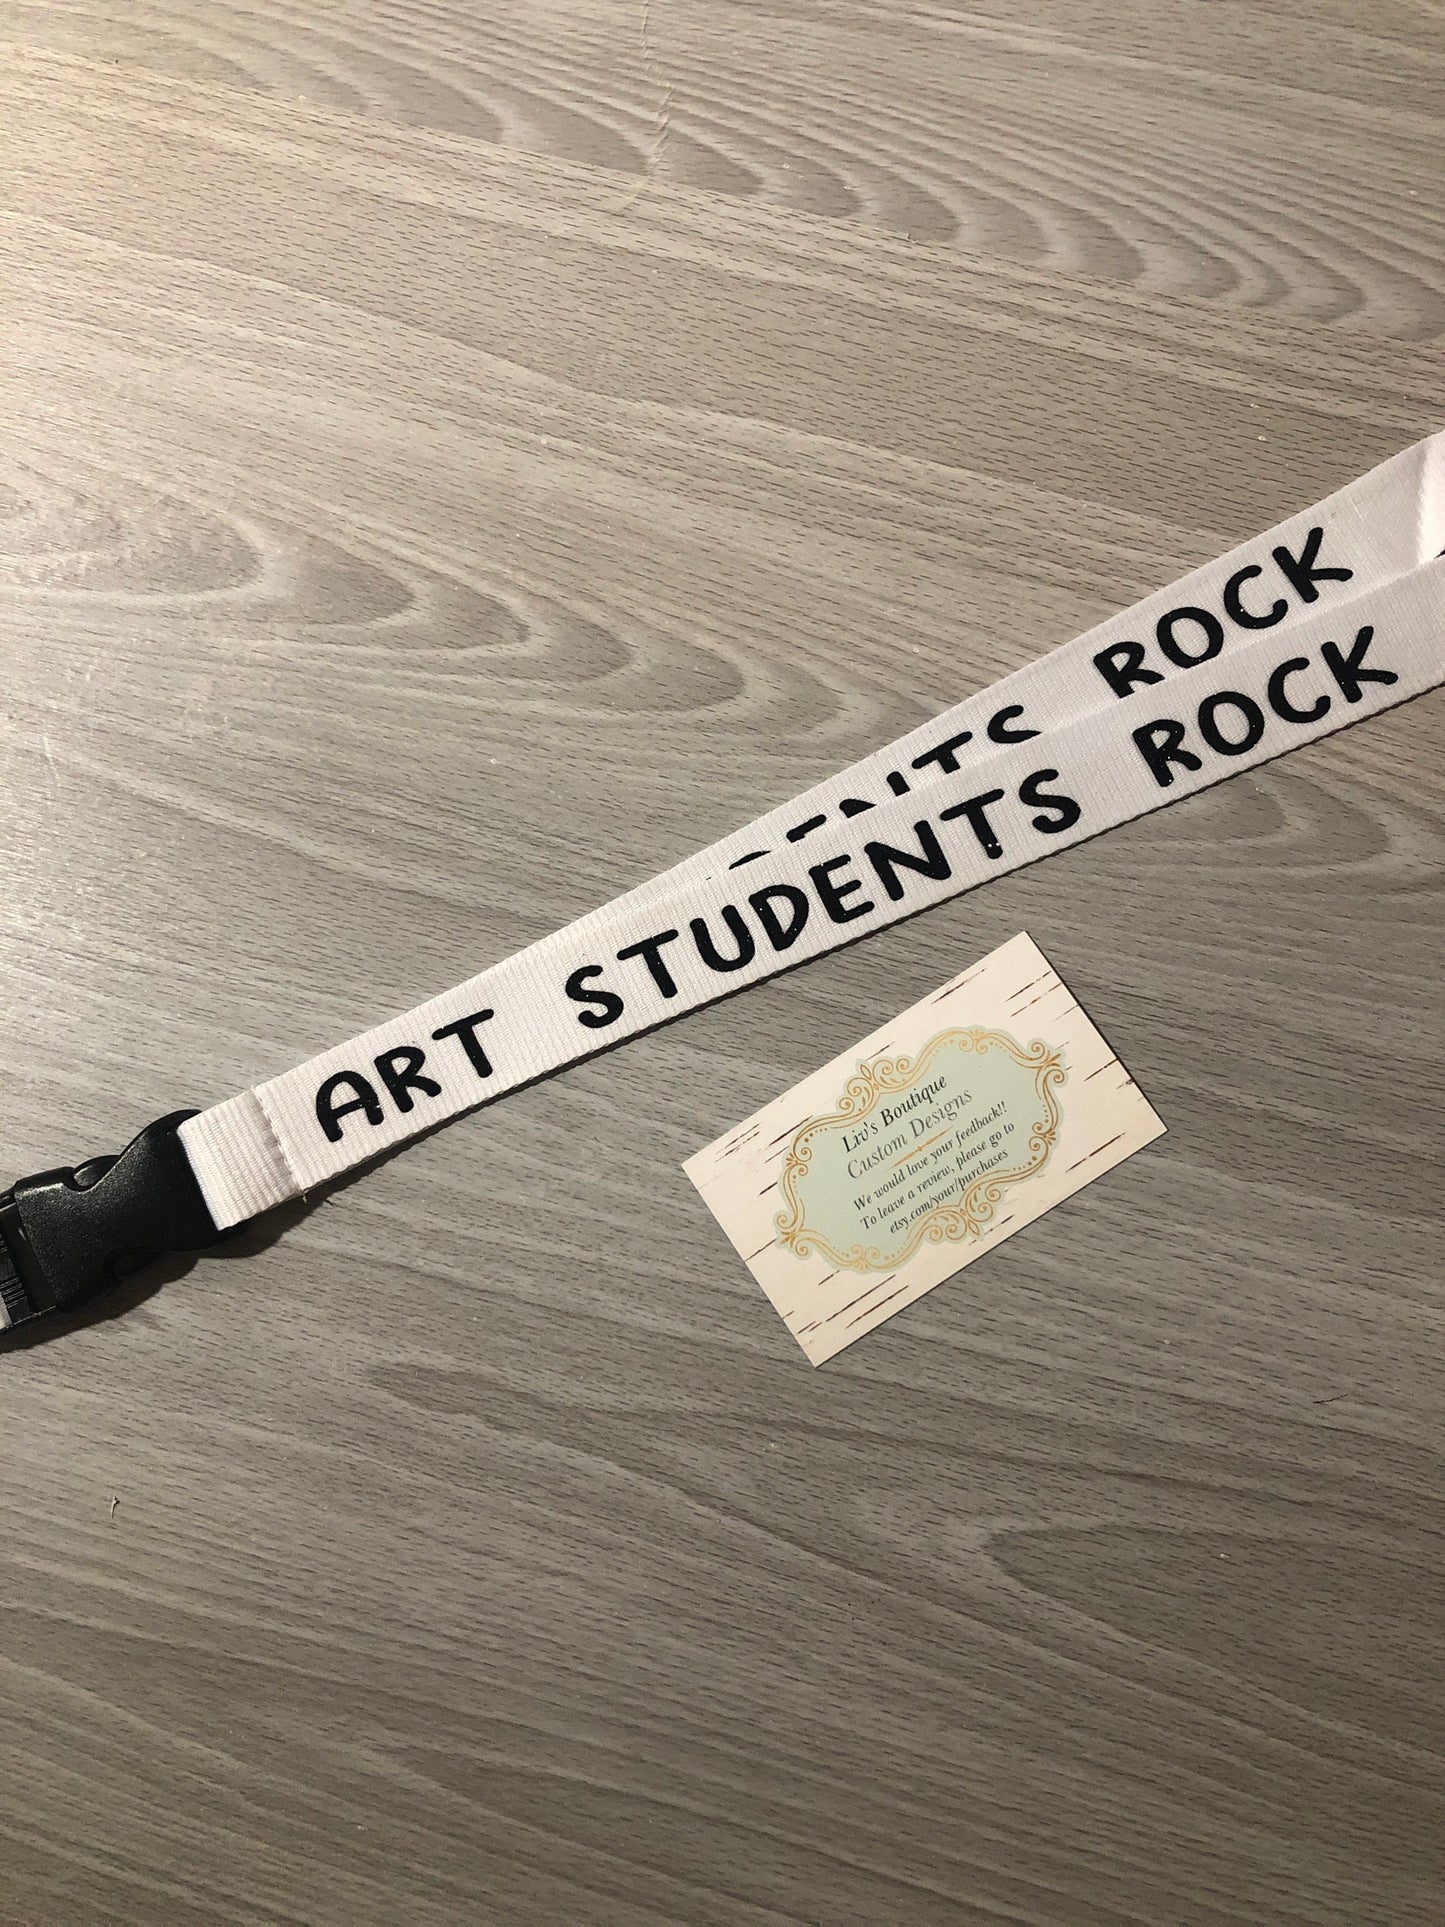 ROCK
ART STUDENTS ROCK
Liv's Boutique
Custom Designs
We would love your feedback!!
To leave a review, please go to
etsy.com/your/purchases